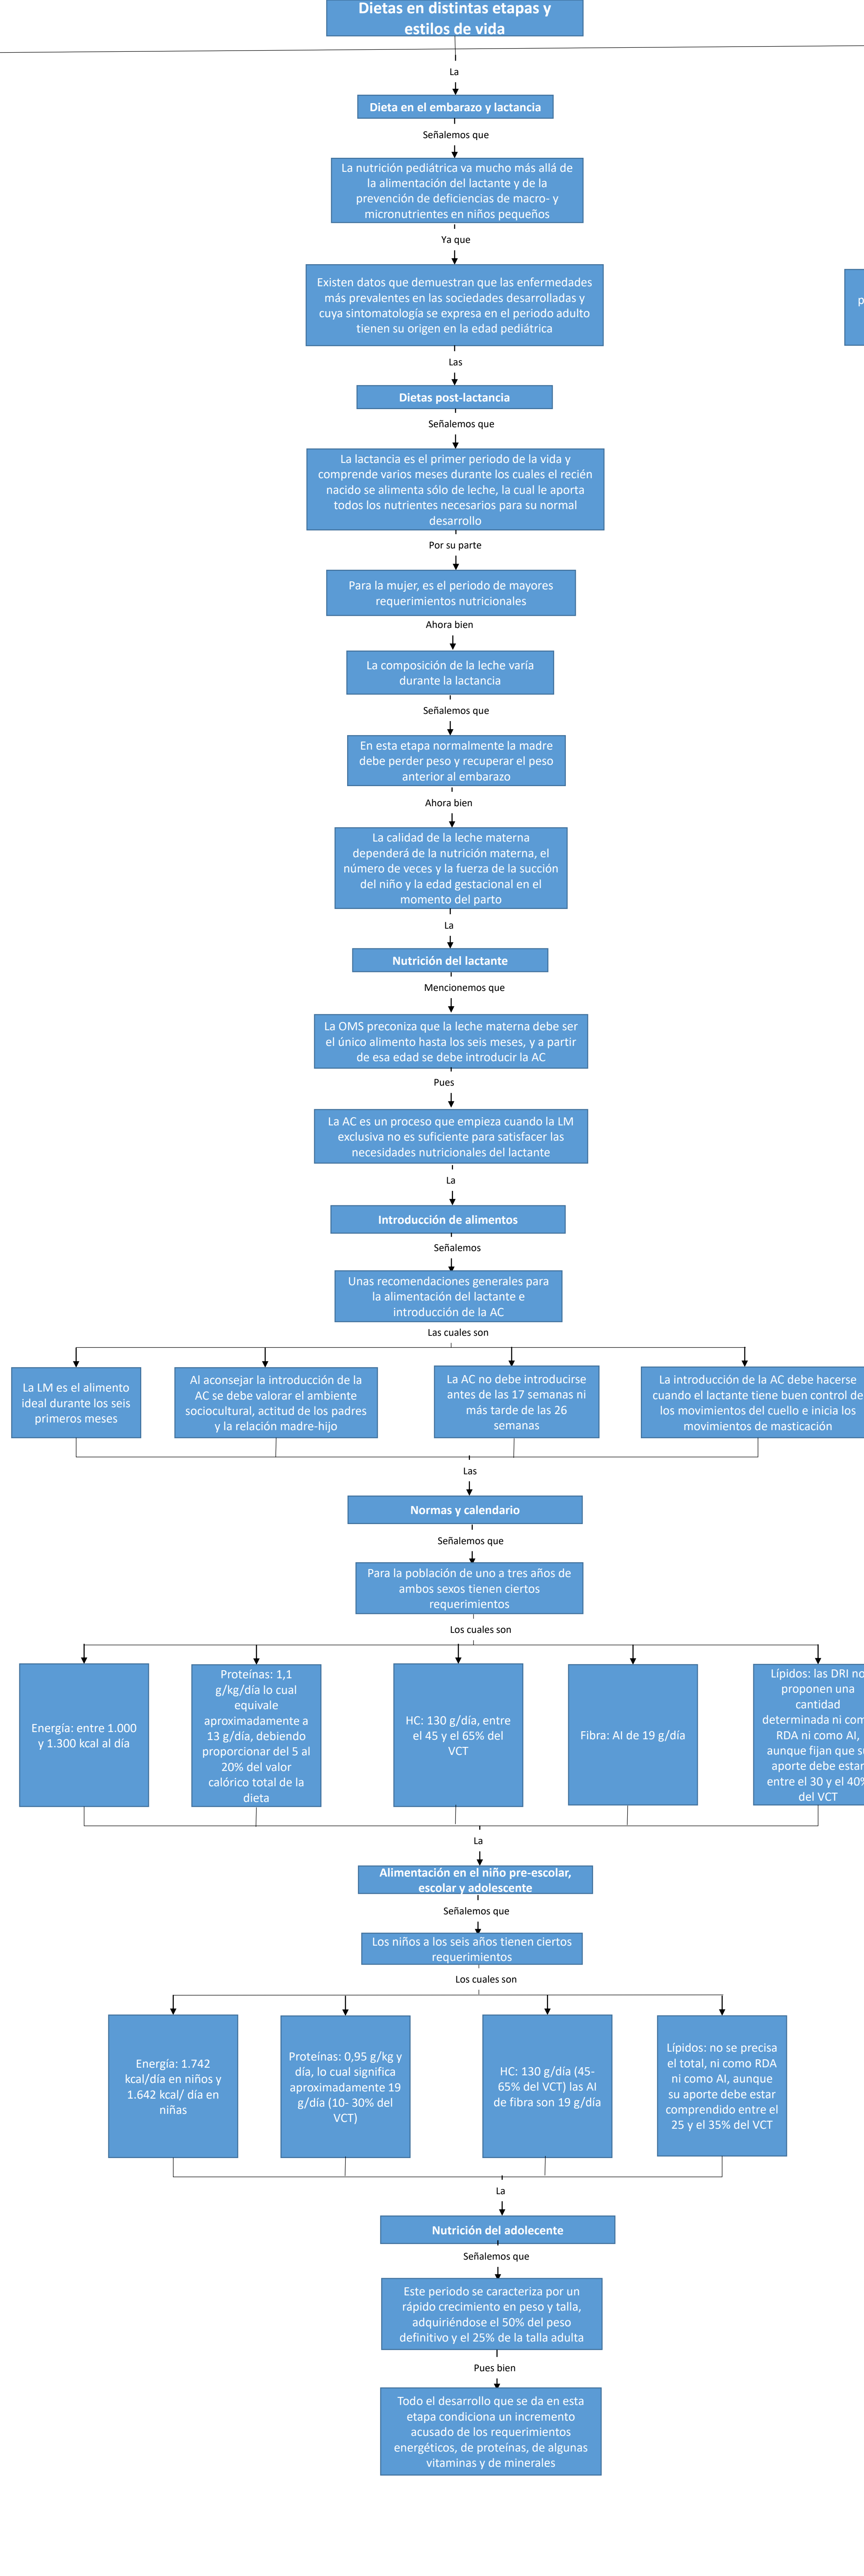 Dietas en distintas etapas y
estilos de vida
La
Dieta en el embarazo y lactancia
Señalemos que
La nutrición pediátrica va mucho más allá de
la alimentación del lactante y de la
prevención de deficiencias de macro- y
micronutrientes en niños pequeños
Ya que
Existen datos que demuestran que las enfermedades
más prevalentes en las sociedades desarrolladas y
cuya sintomatología se expresa en el periodo adulto
tienen su origen en la edad pediátrica
p
Las
Dietas post-lactancia
Señalemos que
La lactancia es el primer periodo de la vida y
comprende varios meses durante los cuales el recién
nacido se alimenta sólo de leche, la cual le aporta
todos los nutrientes necesarios para su normal
desarrollo
Por su parte
Para la mujer, es el periodo de mayores
requerimientos nutricionales
Ahora bien
La composición de la leche varía
durante la lactancia
Señalemos que
En esta etapa normalmente la madre
debe perder peso y recuperar el peso
anterior al embarazo
Ahora bien
La calidad de la leche materna
dependerá de la nutrición materna, el
número de veces y la fuerza de la succión
del niño y la edad gestacional en el
momento del parto
La
Nutrición del lactante
Mencionemos que
La OMS preconiza que la leche materna debe ser
el único alimento hasta los seis meses, y a partir
de esa edad se debe introducir la AC
Pues
La AC es un proceso que empieza cuando la LM
exclusiva no es suficiente para satisfacer las
necesidades nutricionales del lactante
La
Introducción de alimentos
Señalemos
Unas recomendaciones generales para
la alimentación del lactante e
introducción de la AC
Las cuales son
La LM es el alimento
ideal durante los seis
primeros meses
Al aconsejar la introducción de la
AC se debe valorar el ambiente
sociocultural, actitud de los padres
y la relación madre-hijo
La AC no debe introducirse
antes de las 17 semanas ni
más tarde de las 26
semanas
La introducción de la AC debe hacerse
cuando el lactante tiene buen control de
los movimientos del cuello e inicia los
movimientos de masticación
Las
Normas y calendario
Señalemos que
Para la población de uno a tres años de
ambos sexos tienen ciertos
requerimientos
Los cuales son
Energía: entre 1.000
y 1.300 kcal al día
Proteínas: 1,1
g/kg/día lo cual
equivale
aproximadamente a
13 g/día, debiendo
proporcionar del 5 al
20% del valor
calórico total de la
dieta
HC: 130 g/día, entre
el 45 y el 65% del
VCT
Fibra: AI de 19 g/día
Lípidos: las DRI no
proponen una
cantidad
determinada ni com
RDA ni como AI,
aunque fijan que su
aporte debe estar
entre el 30 y el 40%
del VCT
La
Alimentación en el niño pre-escolar,
escolar y adolescente
Señalemos que
Los niños a los seis años tienen ciertos
requerimientos
Los cuales son
Energía: 1.742
kcal/día en niños y
1.642 kcal/ día en
niñas
Proteínas: 0,95 g/kg y
día, lo cual significa
aproximadamente 19
g/día (10- 30% del
VCT)
HC: 130 g/día (45-
65% del VCT) las AI
de fibra son 19 g/día
Lípidos: no se precisa
el total, ni como RDA
ni como AI, aunque
su aporte debe estar
comprendido entre el
25 y el 35% del VCT
La
Nutrición del adolecente
Señalemos que
Este periodo se caracteriza por un
rápido crecimiento en peso y talla,
adquiriéndose el 50% del peso
definitivo y el 25% de la talla adulta
Pues bien
Todo el desarrollo que se da en esta
etapa condiciona un incremento
acusado de los requerimientos
energéticos, de proteínas, de algunas
vitaminas y de minerales